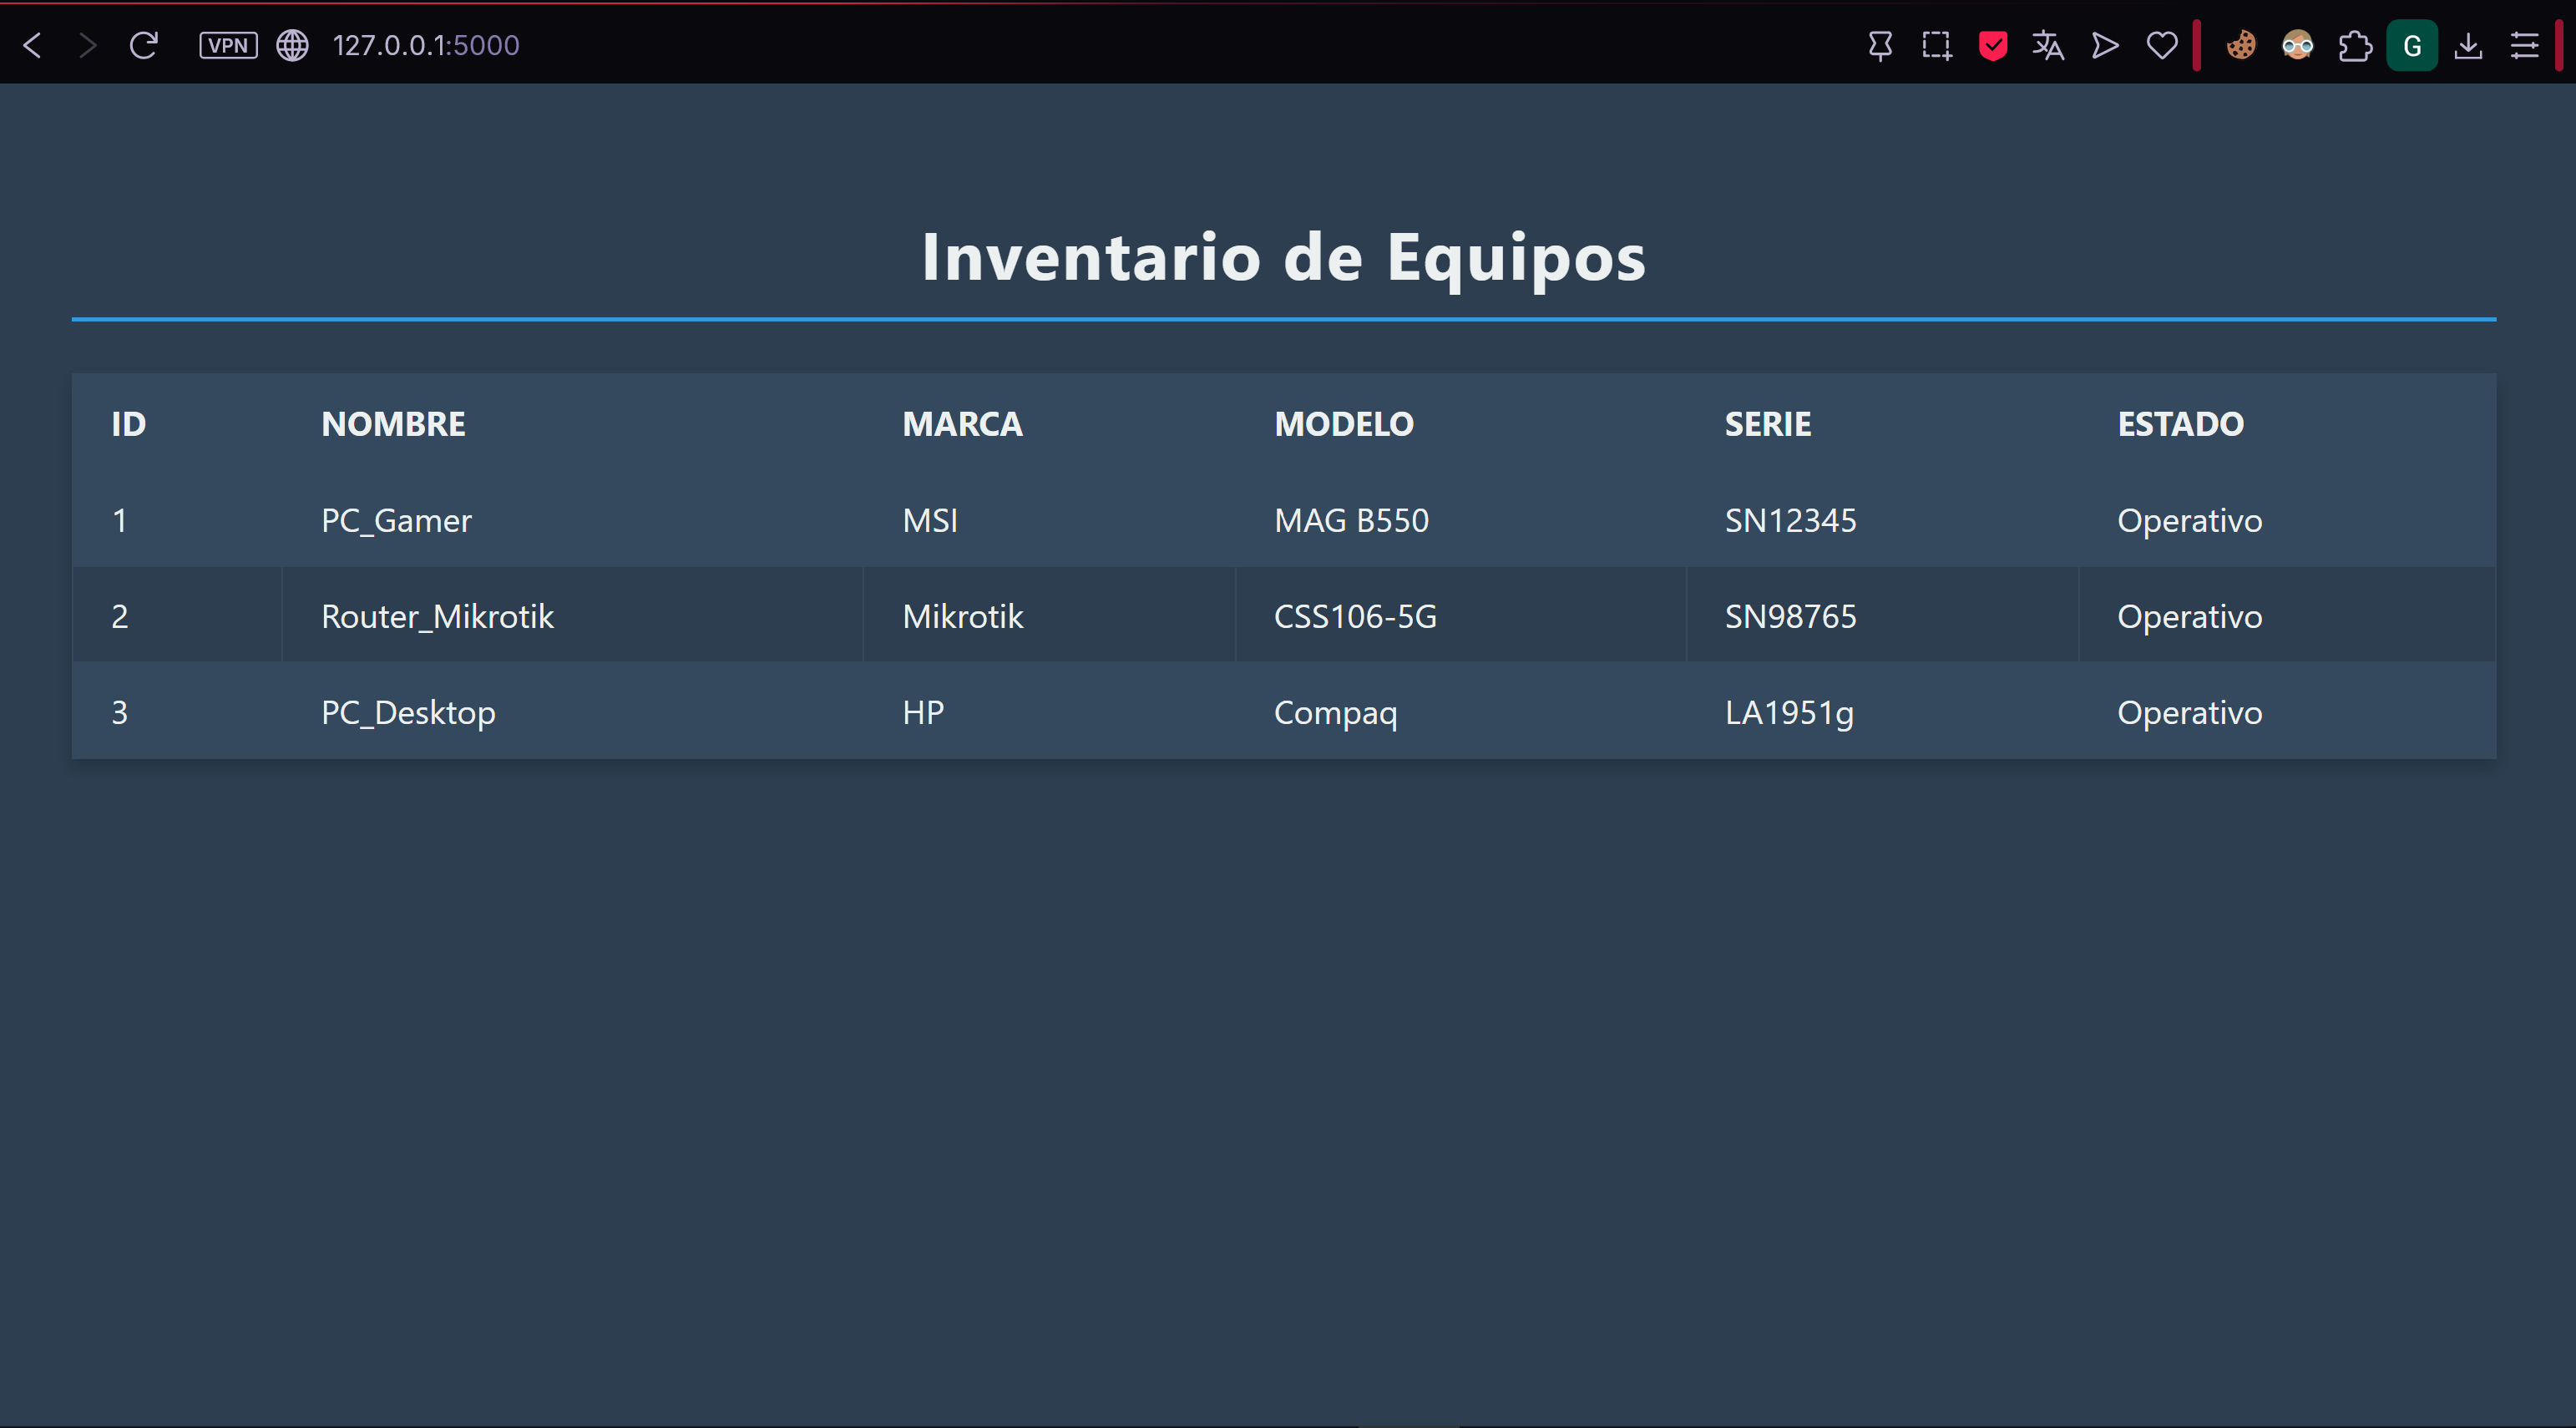 VPN 127.0.0.1:5000 G
Inventario de Equipos
ID NOMBRE MARCA MODELO SERIE ESTADO
1 PC_Gamer MSI MAG B550 SN12345 Operativo
2 Router_Mikrotik Mikrotik CSS106-5G SN98765 Operativo
3 PC_Desktop HP Compaq LA1951g Operativo